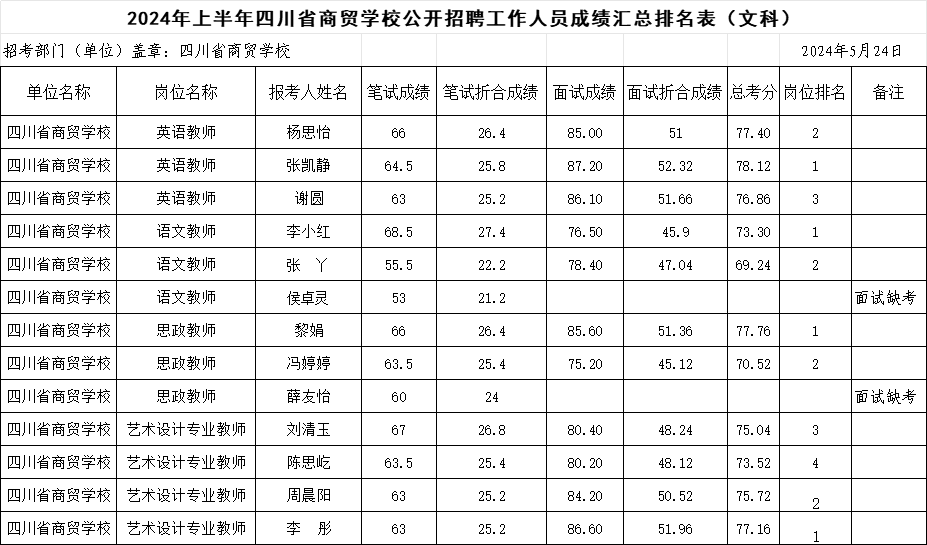 2024年上半年四川省商贸学校公开招聘工作人员成绩汇总排名表（文科）
招考部门（单位）盖章：四川省商贸学校 2024年5月24日
单位名称 岗位名称 报考人姓名 笔试成绩 笔试折合成绩 面试成绩 面试折合成绩 总考分 岗位排名 备注
四川省商贸学校 英语教师 杨思怡 66 26.4 85.00 51 77.40 2
四川省商贸学校 英语教师 张凯静 64.5 25.8 87.20 52.32 78.12 1
四川省商贸学校 英语教师 谢圆 63 25.2 86.10 51.66 76.86 3
四川省商贸学校 语文教师 李小红 68.5 27.4 76.50 45.9 73.30 1
四川省商贸学校 语文教师 张　丫 55.5 22.2 78.40 47.04 69.24 2
四川省商贸学校 语文教师 侯卓灵 53 21.2 面试缺考
四川省商贸学校 思政教师 黎娟 66 26.4 85.60 51.36 77.76 1
四川省商贸学校 思政教师 冯婷婷 63.5 25.4 75.20 45.12 70.52 2
四川省商贸学校 思政教师 薛友怡 60 24 面试缺考
四川省商贸学校 艺术设计专业教师 刘清玉 67 26.8 80.40 48.24 75.04 3
四川省商贸学校 艺术设计专业教师 陈思屹 63.5 25.4 80.20 48.12 73.52 4
四川省商贸学校 艺术设计专业教师 周晨阳 63 25.2 84.20 50.52 75.72 2
四川省商贸学校 艺术设计专业教师 李　彤 63 25.2 86.60 51.96 77.16 1